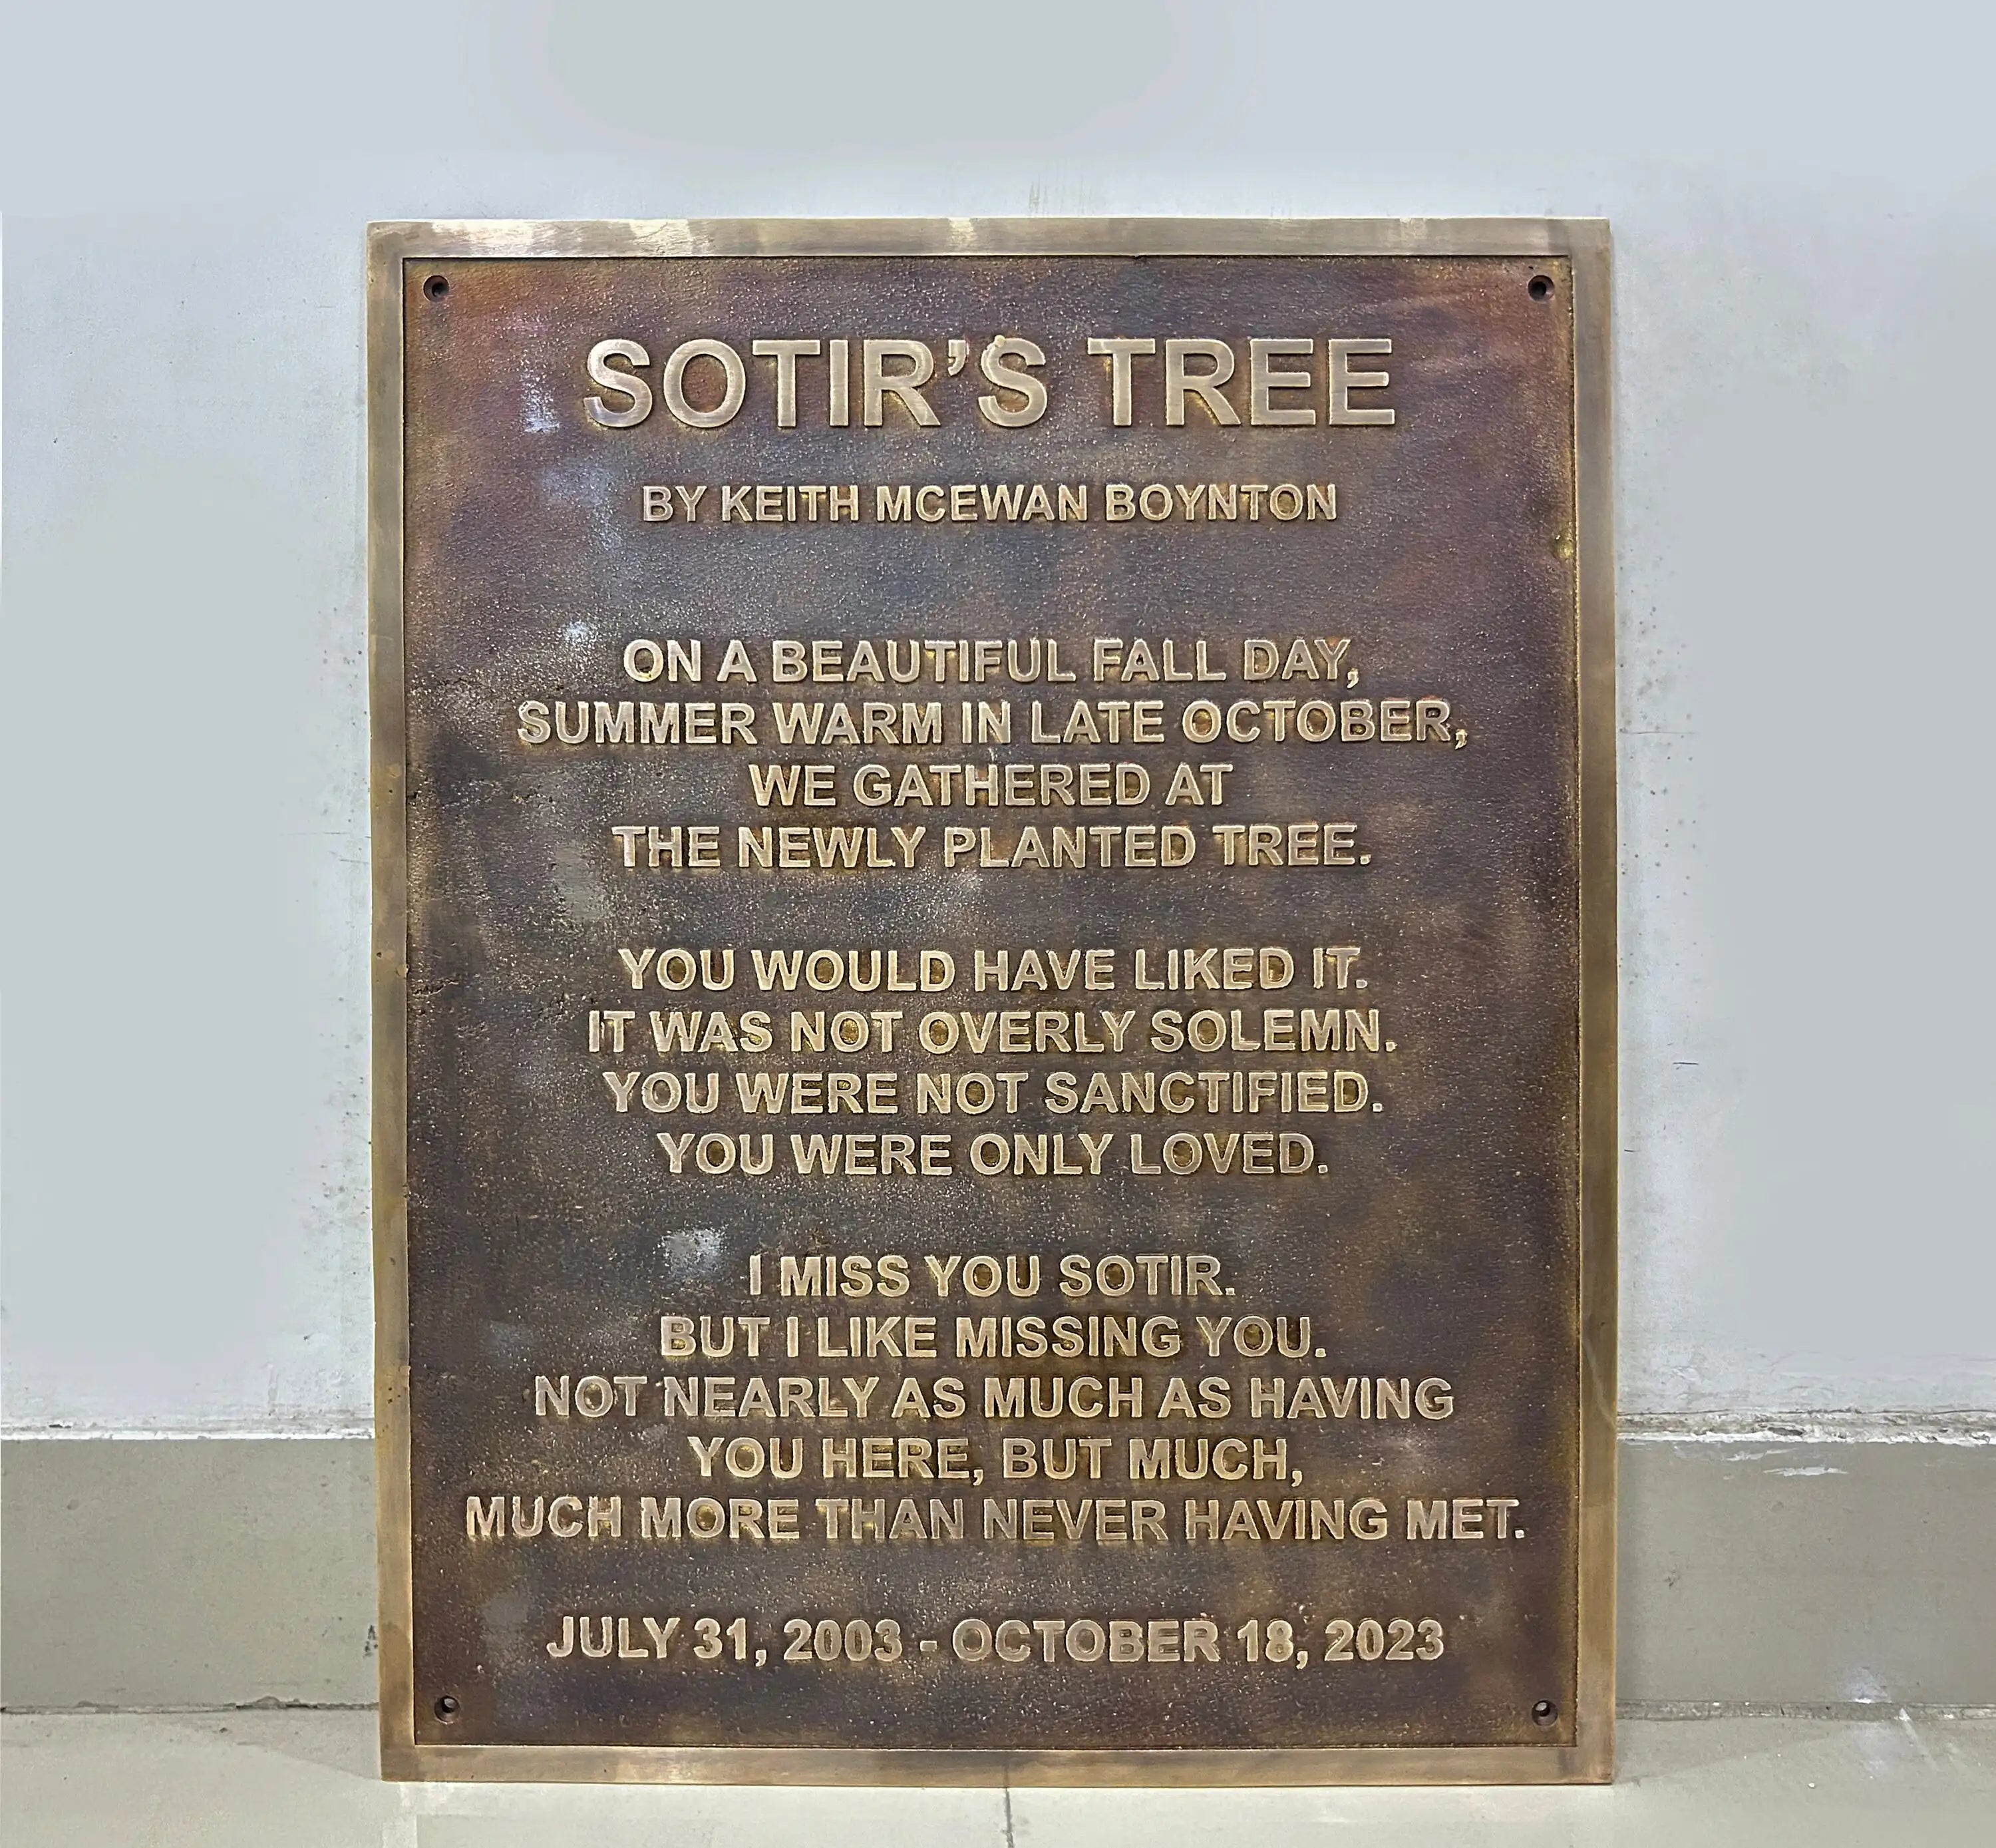 SOTIR’S TREE
BY KEITH MCEWAN BOYNTON
ON A BEAUTIFUL FALL DAY,
SUMMER WARM IN LATE OCTOBER,
WE GATHERED AT
THE NEWLY PLANTED TREE.
YOU WOULD HAVE LIKED IT.
IT WAS NOT OVERLY SOLEMN.
YOU WERE NOT SANCTIFIED.
YOU WERE ONLY LOVED.
I MISS YOU SOTIR.
BUT I LIKE MISSING YOU.
NOT NEARLY AS MUCH AS HAVING
YOU HERE, BUT MUCH,
MUCH MORE THAN NEVER HAVING MET.
JULY 31, 2003 - OCTOBER 18, 2023